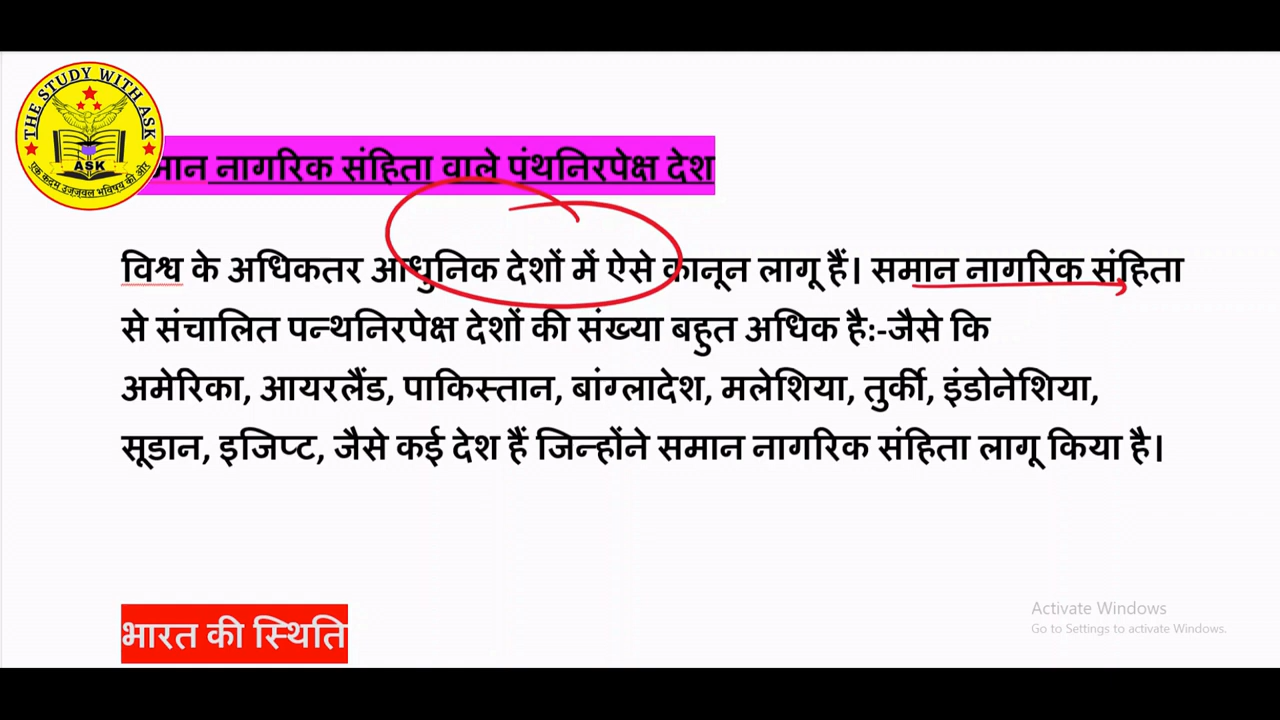 THE STUDY WITH ASK
ASK
एक कदम उज्जवल भविष्य की ओर
मान नागरिक संहिता वाले पंथनिरपेक्ष देश
विश्व के अधिकतर आधुनिक देशों में ऐसे कानून लागू हैं। समान नागरिक संहिता
से संचालित पन्थनिरपेक्ष देशों की संख्या बहुत अधिक है:-जैसे कि
अमेरिका, आयरलैंड, पाकिस्तान, बांग्लादेश, मलेशिया, तुर्की, इंडोनेशिया,
सूडान, इजिप्ट, जैसे कई देश हैं जिन्होंने समान नागरिक संहिता लागू किया है।
भारत की स्थिति
Activate Windows
Go to Settings to activate Windows.